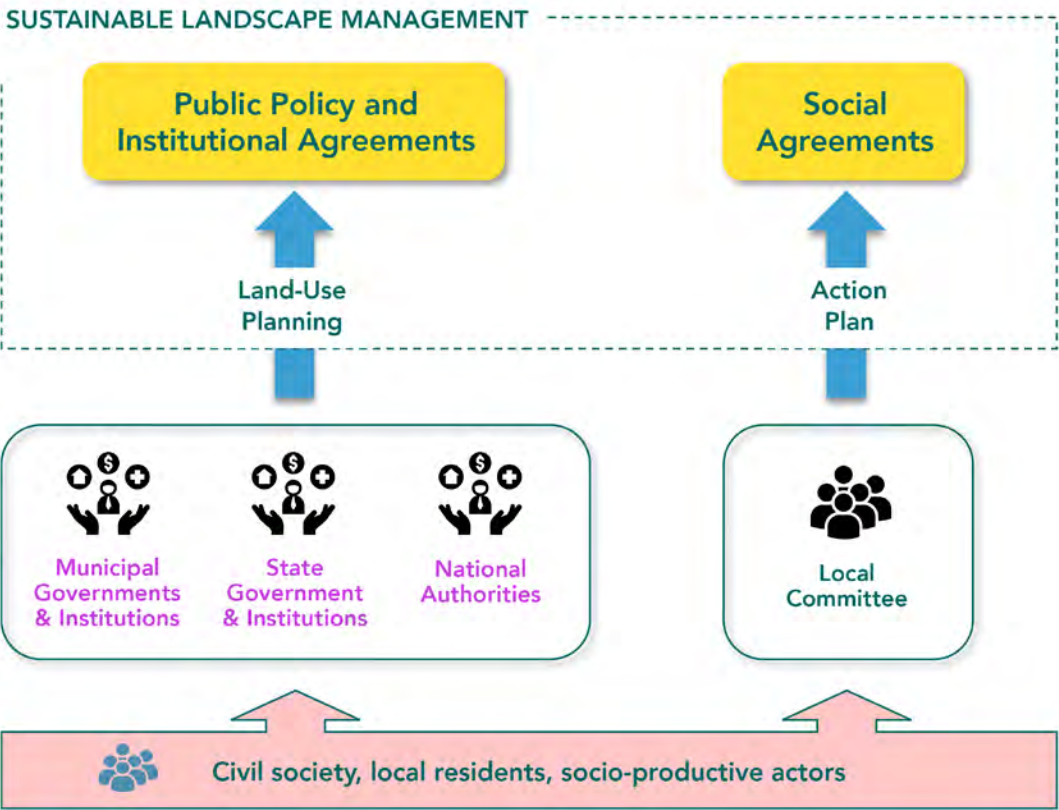 SUSTAINABLE LANDSCAPE MANAGEMENT
Public Policy and
Institutional Agreements
Social
Agreements
Land-Use
Planning
Action
Plan
$
$
$
Municipal
Governments
& Institutions
State
Government
& Institutions
National
Authorities
Local
Committee
Civil society, local residents, socio-productive actors